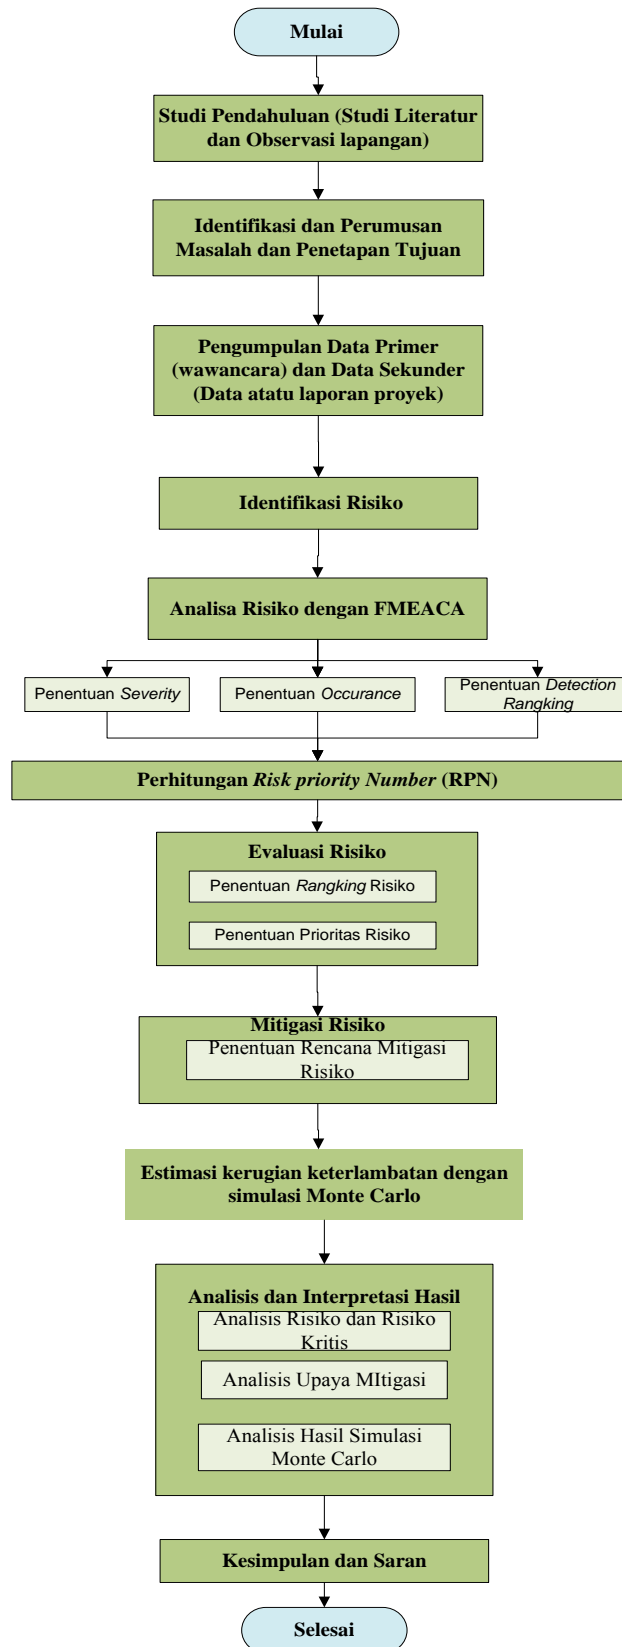 Mulai
Studi Pendahuluan (Studi Literatur
dan Observasi lapangan)
Identifikasi dan Perumusan
Masalah dan Penetapan Tujuan
Pengumpulan Data Primer
(wawancara) dan Data Sekunder
(Data atatu laporan proyek)
Identifikasi Risiko
Analisa Risiko dengan FMEACA
Penentuan Severity
Penentuan Occurance
Penentuan Detection
Rangking
Perhitungan Risk priority Number (RPN)
Evaluasi Risiko
Penentuan Rangking Risiko
Penentuan Prioritas Risiko
Mitigasi Risiko
Penentuan Rencana Mitigasi
Risiko
Estimasi kerugian keterlambatan dengan
simulasi Monte Carlo
Analisis dan Interpretasi Hasil
Analisis Risiko dan Risiko
Kritis
Analisis Upaya MItigasi
Analisis Hasil Simulasi
Monte Carlo
Kesimpulan dan Saran
Selesai